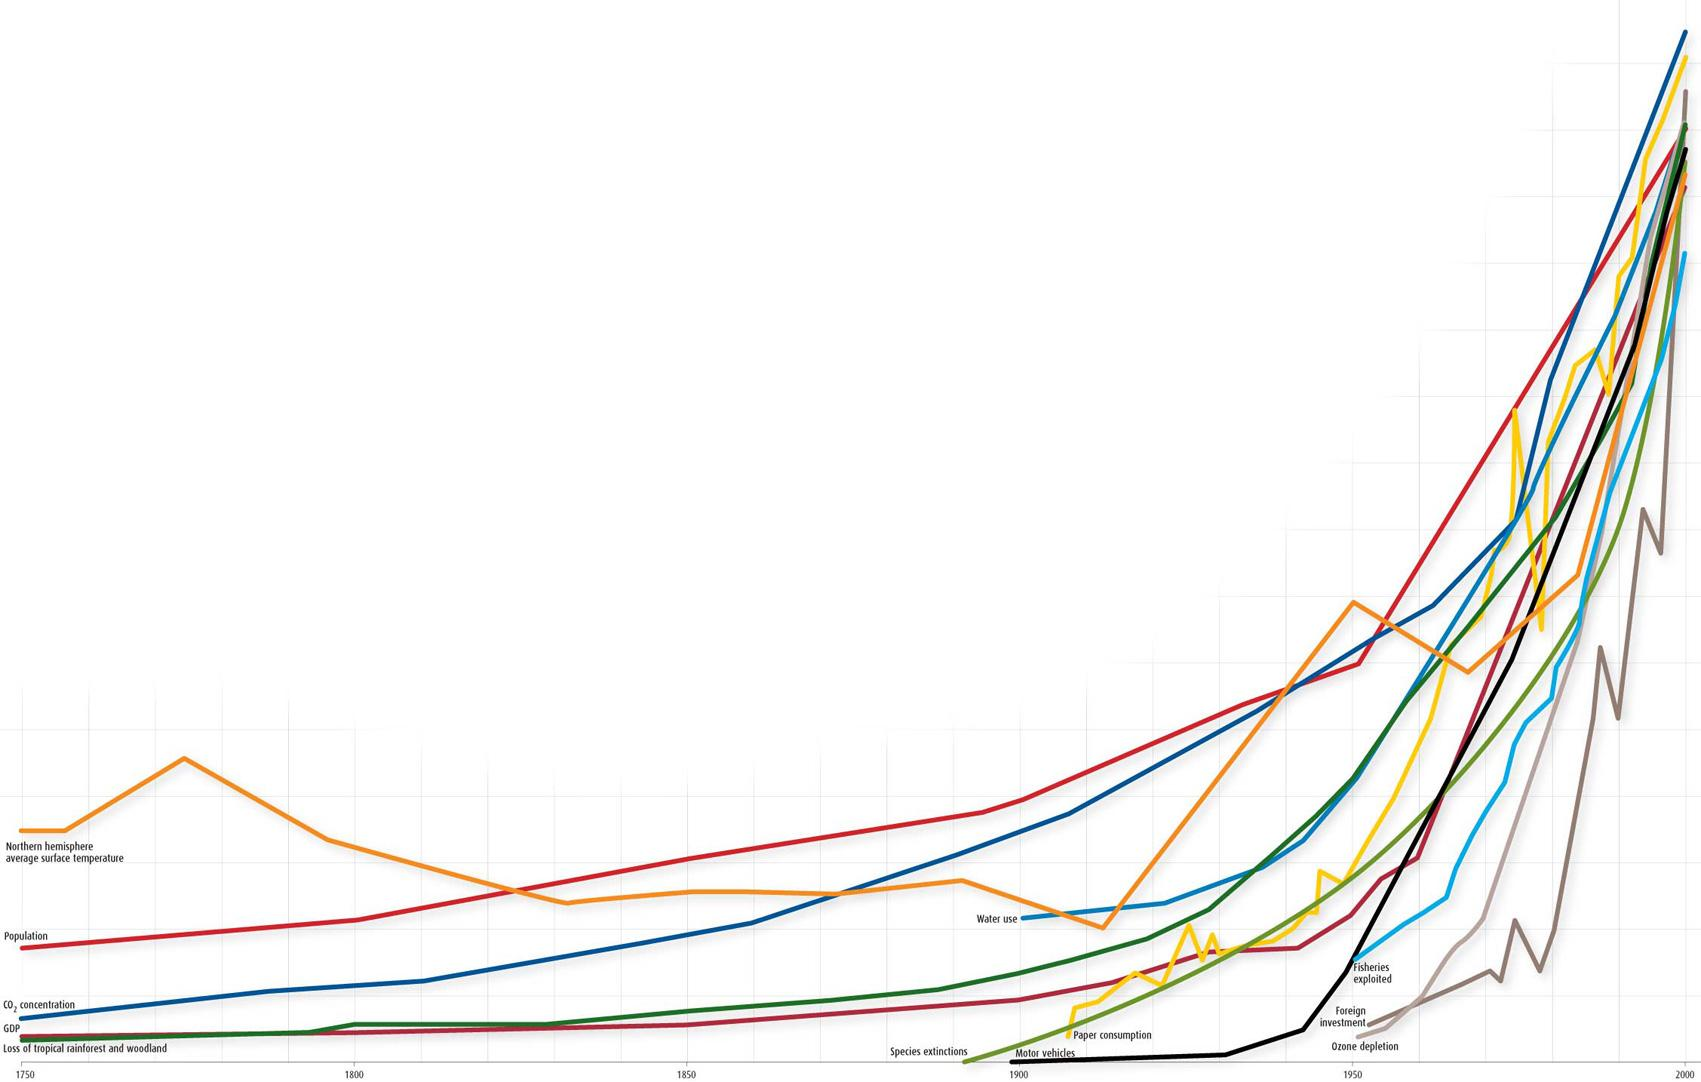 Northern hemisphere
average surface temperature
Water use
Population
Fisheries
exploited
CO2 concentration
Foreign
investment
GDP
Paper consumption
Loss of tropical rainforest and woodland
Ozone depletion
Species extinctions
Motor vehicles
1750
1800
1850
1900
1950
2000